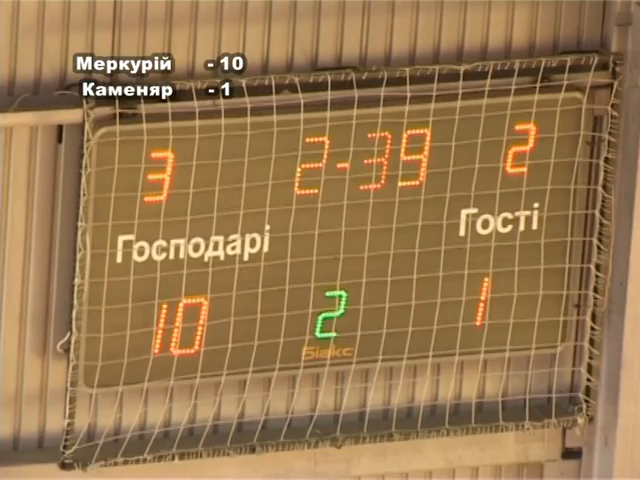 Меркурій - 10
Каменяр - 1
3 2-39 2
Господарі Гості
10 2 1
Біакс